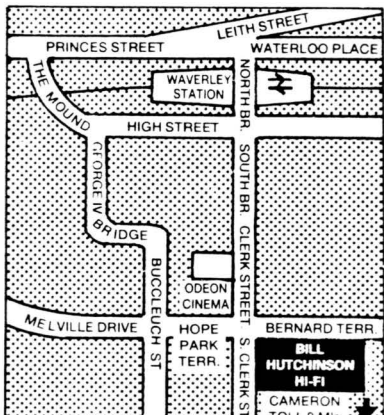 LEITH STREET
PRINCES STREET
WATERLOO PLACE
THE MOUND
WAVERLEY
STATION
NORTH BR.
HIGH STREET
GEORGE IV BRIDGE
SOUTH BR
CLERK STREET
ODEON
CINEMA
BUCCLEUCH ST
MELVILLE DRIVE
HOPE
PARK
TERR.
BERNARD TERR.
S. CLERK ST
BILL
HUTCHINSON
HI-FI
CAMERON
TOLL